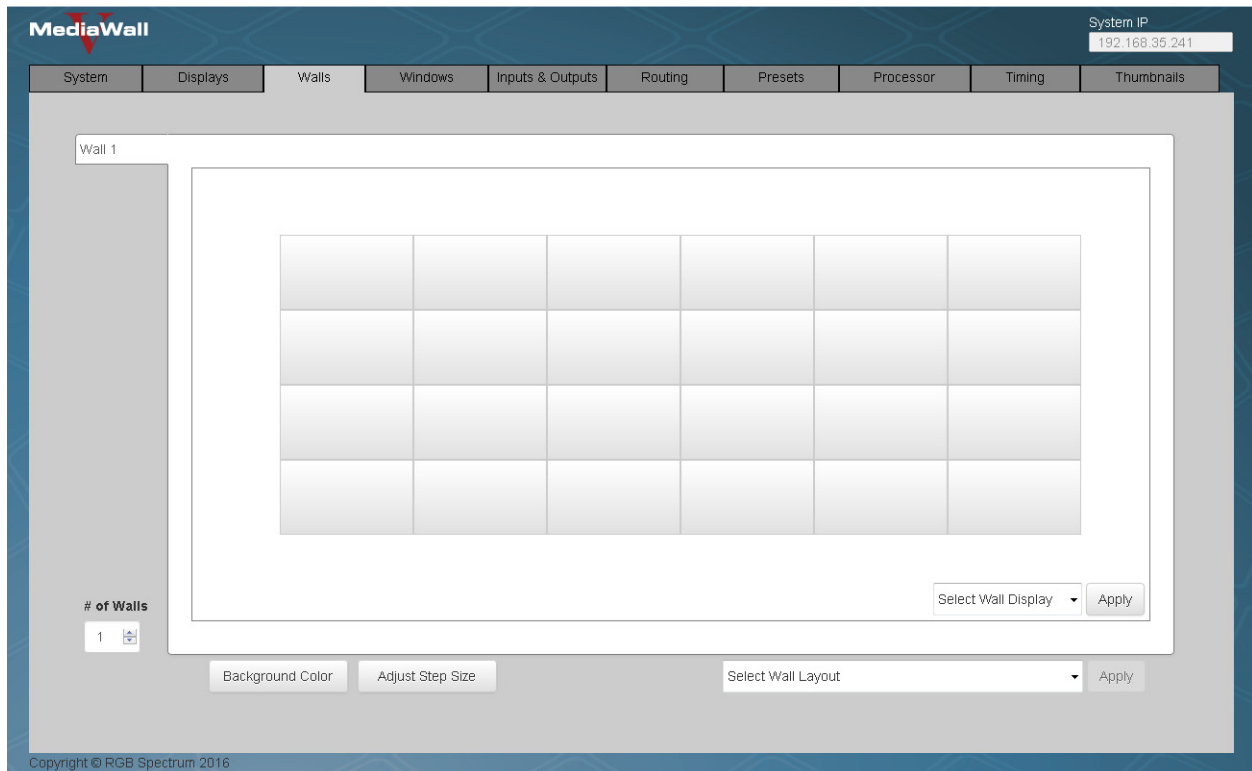 MediaWall
V
System IP
192.168.35.241
System Displays Walls Windows Inputs & Outputs Routing Presets Processor Timing Thumbnails
Wall 1
Select Wall Display Apply
# of Walls
1
Background Color Adjust Step Size Select Wall Layout Apply
Copyright © RGB Spectrum 2016